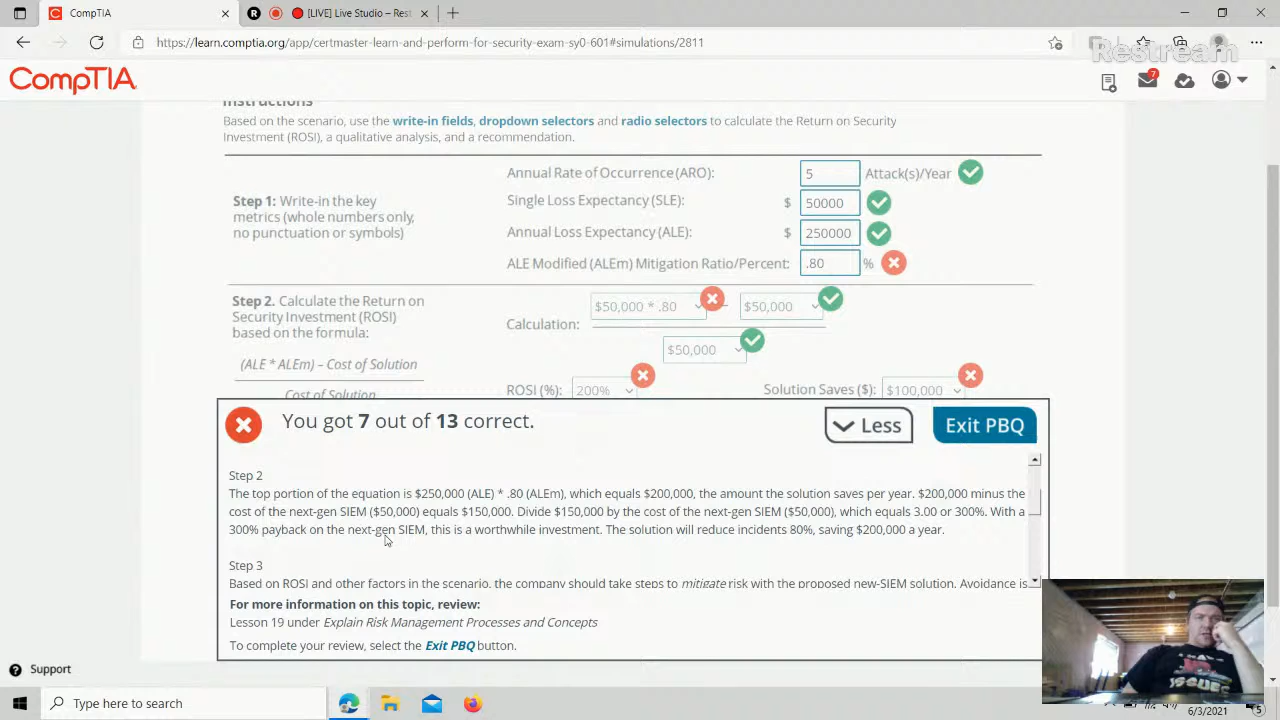 CompTIA
[LIVE] Live Studio – Rest
https://learn.comptia.org/app/certmaster-learn-and-perform-for-security-exam-sy0-601#simulations/2811
Restream
CompTIA.
7
Instructions
Based on the scenario, use the write-in fields, dropdown selectors and radio selectors to calculate the Return on Security
Investment (ROSI), a qualitative analysis, and a recommendation.
Step 1: Write-in the key
metrics (whole numbers only,
no punctuation or symbols)
Annual Rate of Occurrence (ARO): 5 Attack(s)/Year
Single Loss Expectancy (SLE): $ 50000
Annual Loss Expectancy (ALE): $ 250000
ALE Modified (ALEm) Mitigation Ratio/Percent: .80 %
Step 2. Calculate the Return on
Security Investment (ROSI)
based on the formula:
(ALE * ALEm) – Cost of Solution
Cost of Solution
Calculation:
$50,000 * .80 – $50,000
$50,000
ROSI (%): 200% Solution Saves ($): $100,000
You got 7 out of 13 correct.
Less
Exit PBQ
Step 2
The top portion of the equation is $250,000 (ALE) * .80 (ALEm), which equals $200,000, the amount the solution saves per year. $200,000 minus the
cost of the next-gen SIEM ($50,000) equals $150,000. Divide $150,000 by the cost of the next-gen SIEM ($50,000), which equals 3.00 or 300%. With a
300% payback on the next-gen SIEM, this is a worthwhile investment. The solution will reduce incidents 80%, saving $200,000 a year.
Step 3
Based on ROSI and other factors in the scenario, the company should take steps to mitigate risk with the proposed new-SIEM solution. Avoidance is
For more information on this topic, review:
Lesson 19 under Explain Risk Management Processes and Concepts
To complete your review, select the Exit PBQ button.
Support
Type here to search
ISSUES
6/3/2021
5